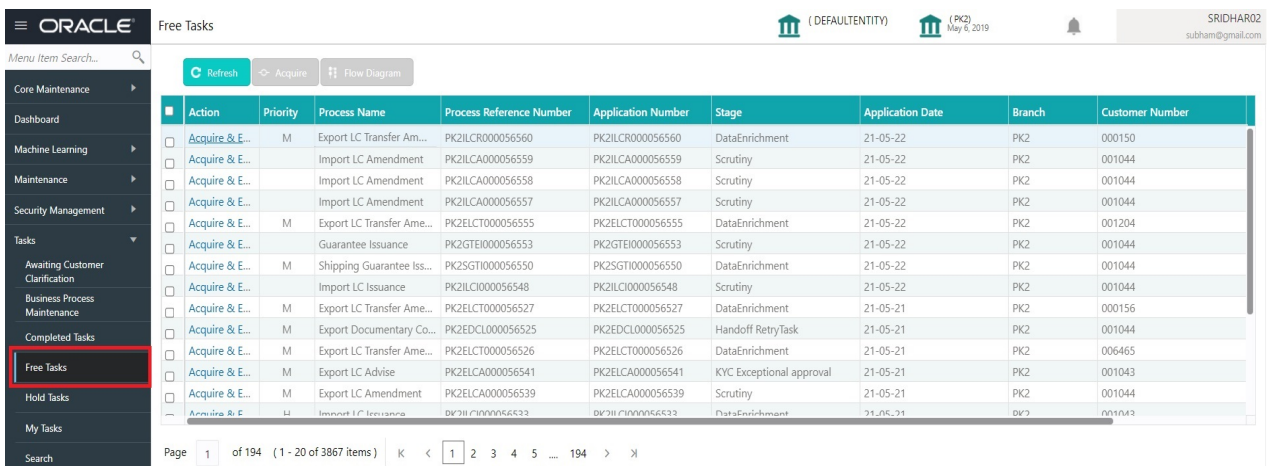 ORACLE
Free Tasks
( DEFAULTENTITY)
( PK2)
May 6, 2019
SRIDHAR02
subham@gmail.com
Menu Item Search...
Core Maintenance
Dashboard
Machine Learning
Maintenance
Security Management
Tasks
Awaiting Customer
Clarification
Business Process
Maintenance
Completed Tasks
Free Tasks
Hold Tasks
My Tasks
Search
Refresh Acquire Flow Diagram
Action Priority Process Name Process Reference Number Application Number Stage Application Date Branch Customer Number
Acquire & E... M Export LC Transfer Am... PK2ILCR000056560 PK2ILCR000056560 DataEnrichment 21-05-22 PK2 000150
Acquire & E... Import LC Amendment PK2ILCA000056559 PK2ILCA000056559 Scrutiny 21-05-22 PK2 001044
Acquire & E... Import LC Amendment PK2ILCA000056558 PK2ILCA000056558 Scrutiny 21-05-22 PK2 001044
Acquire & E... Import LC Amendment PK2ILCA000056557 PK2ILCA000056557 Scrutiny 21-05-22 PK2 001044
Acquire & E... M Export LC Transfer Ame... PK2ELCT000056555 PK2ELCT000056555 DataEnrichment 21-05-22 PK2 001204
Acquire & E... Guarantee Issuance PK2GTEI000056553 PK2GTEI000056553 Scrutiny 21-05-22 PK2 001044
Acquire & E... M Shipping Guarantee Iss... PK2SGTI000056550 PK2SGTI000056550 DataEnrichment 21-05-22 PK2 001044
Acquire & E... Import LC Issuance PK2ILCI000056548 PK2ILCI000056548 Scrutiny 21-05-22 PK2 001044
Acquire & E... M Export LC Transfer Ame... PK2ELCT000056527 PK2ELCT000056527 DataEnrichment 21-05-21 PK2 000156
Acquire & E... M Export Documentary Co... PK2EDCL000056525 PK2EDCL000056525 Handoff RetryTask 21-05-21 PK2 001044
Acquire & E... M Export LC Transfer Ame... PK2ELCT000056526 PK2ELCT000056526 DataEnrichment 21-05-21 PK2 006465
Acquire & E... M Export LC Advise PK2ELCA000056541 PK2ELCA000056541 KYC Exceptional approval 21-05-21 PK2 001043
Acquire & E... M Export LC Amendment PK2ELCA000056539 PK2ELCA000056539 Scrutiny 21-05-21 PK2 001044
Acquire & E... H Import LC Issuance PK2ILCI000056533 PK2ILCI000056533 DataEnrichment 21-05-21 PK2 001043
Page 1 of 194 ( 1 - 20 of 3867 items ) 1 2 3 4 5 ... 194